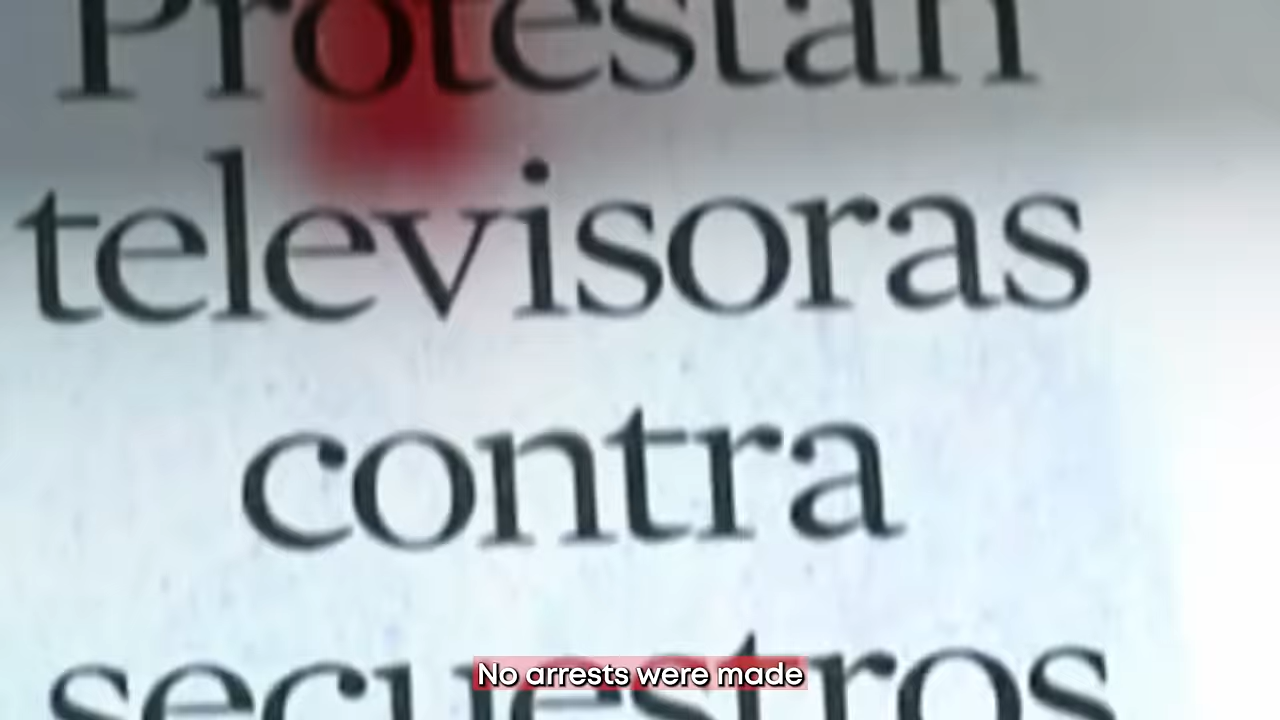 Protestan
televisoras
contra
secuestros
No arrests were made